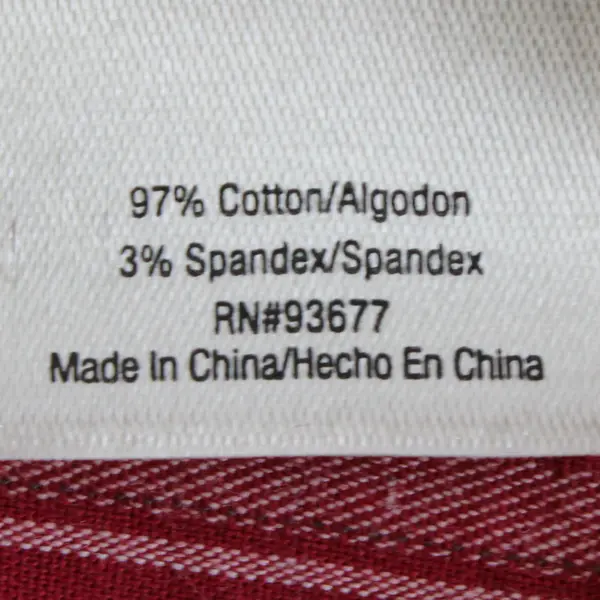 97% Cotton/Algodon
3% Spandex/Spandex
RN#93677
Made In China/Hecho En China